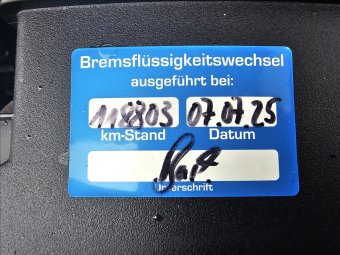 Bremsflüssigkeitswechsel
ausgeführt bei:
118803 07.07.25
km-Stand Datum
Unterschrift